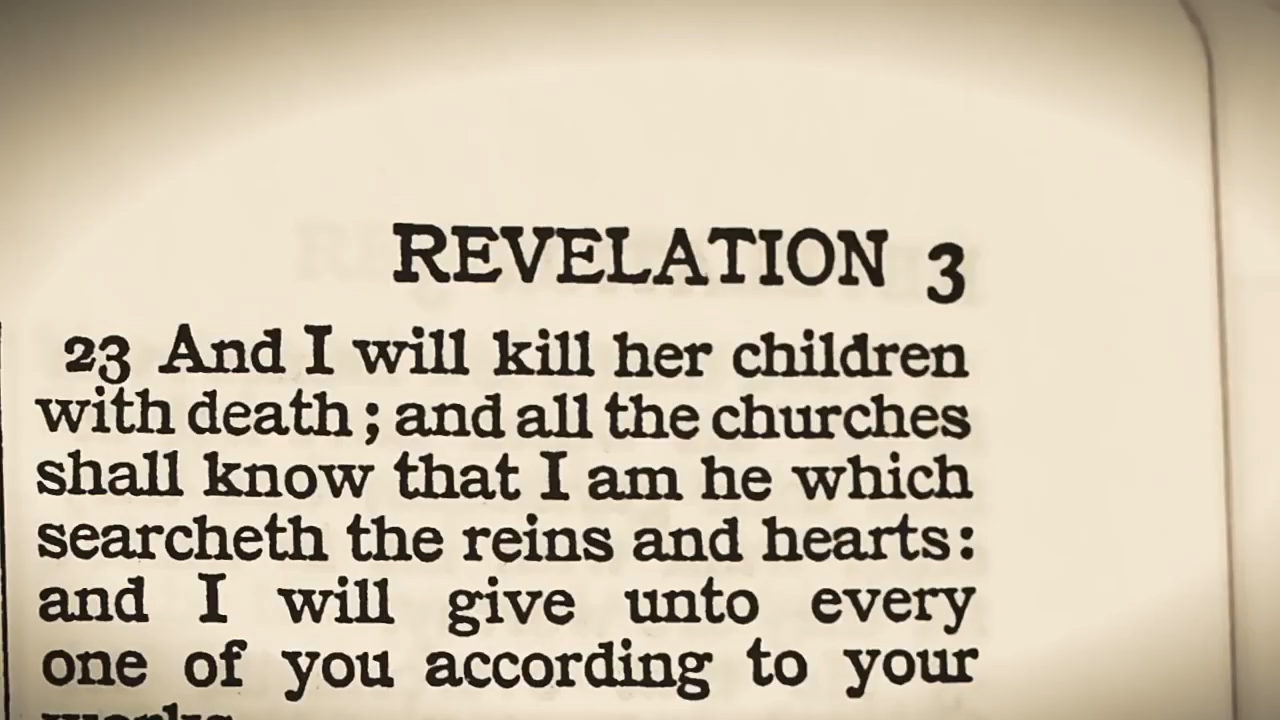 REVELATION 3
23 And I will kill her children
with death; and all the churches
shall know that I am he which
searcheth the reins and hearts:
and I will give unto every
one of you according to your
works.